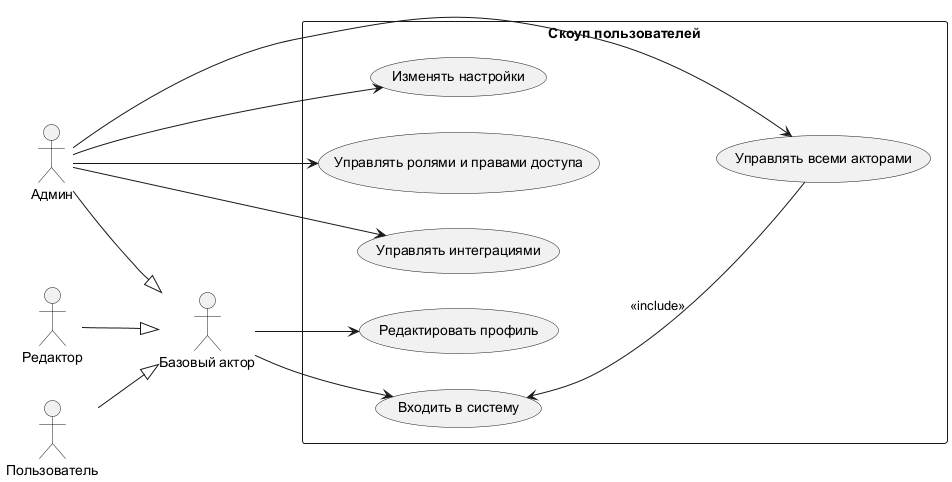 Скоуп пользователей
Изменять настройки
Управлять ролями и правами доступа
Управлять всеми акторами
Админ
Управлять интеграциями
<<include>>
Редактировать профиль
Редактор
Базовый актор
Входить в систему
Пользователь